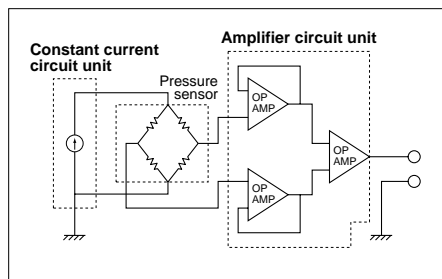 Constant current
circuit unit
Amplifier circuit unit
Pressure
sensor
OP
AMP
OP
AMP
OP
AMP